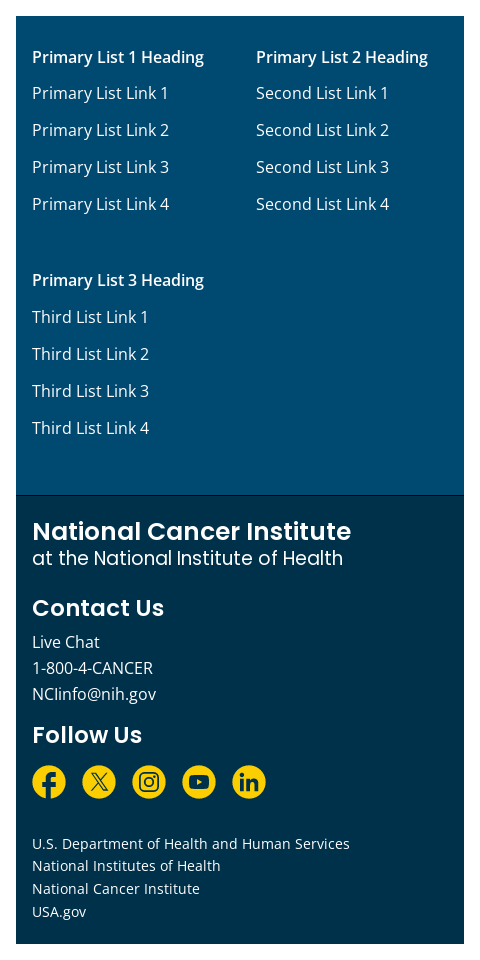 Primary List 1 Heading
Primary List Link 1
Primary List Link 2
Primary List Link 3
Primary List Link 4
Primary List 2 Heading
Second List Link 1
Second List Link 2
Second List Link 3
Second List Link 4
Primary List 3 Heading
Third List Link 1
Third List Link 2
Third List Link 3
Third List Link 4
National Cancer Institute
at the National Institute of Health
Contact Us
Live Chat
1-800-4-CANCER
NCIinfo@nih.gov
Follow Us
U.S. Department of Health and Human Services
National Institutes of Health
National Cancer Institute
USA.gov